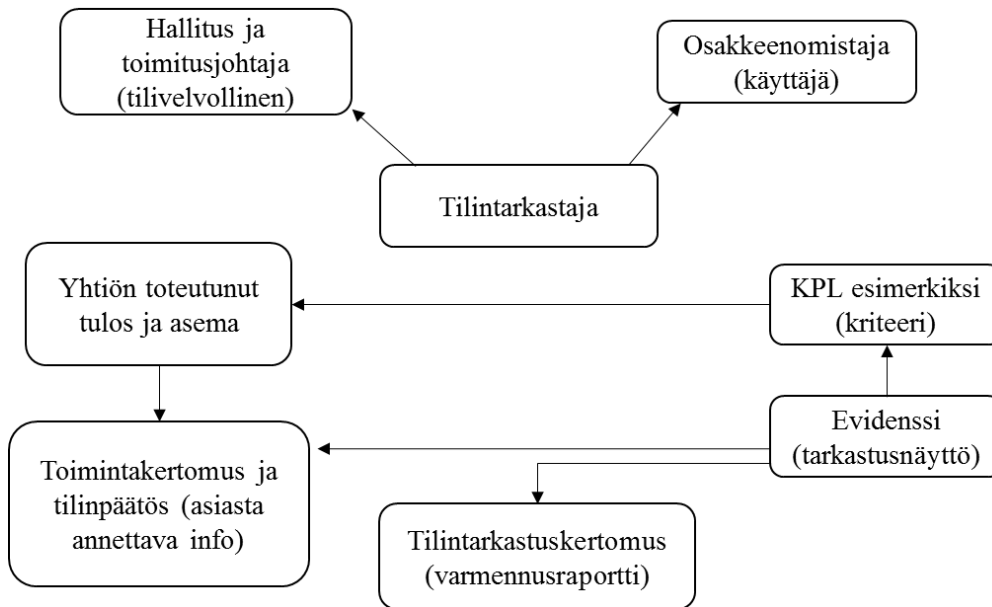 Hallitus ja
toimitusjohtaja
(tilivelvollinen)
Osakkeenomistaja
(käyttäjä)
Tilintarkastaja
Yhtiön toteutunut
tulos ja asema
KPL esimerkiksi
(kriteeri)
Evidenssi
(tarkastusnäyttö)
Toimintakertomus ja
tilinpäätös (asiasta
annettava info)
Tilintarkastuskertomus
(varmennusraportti)